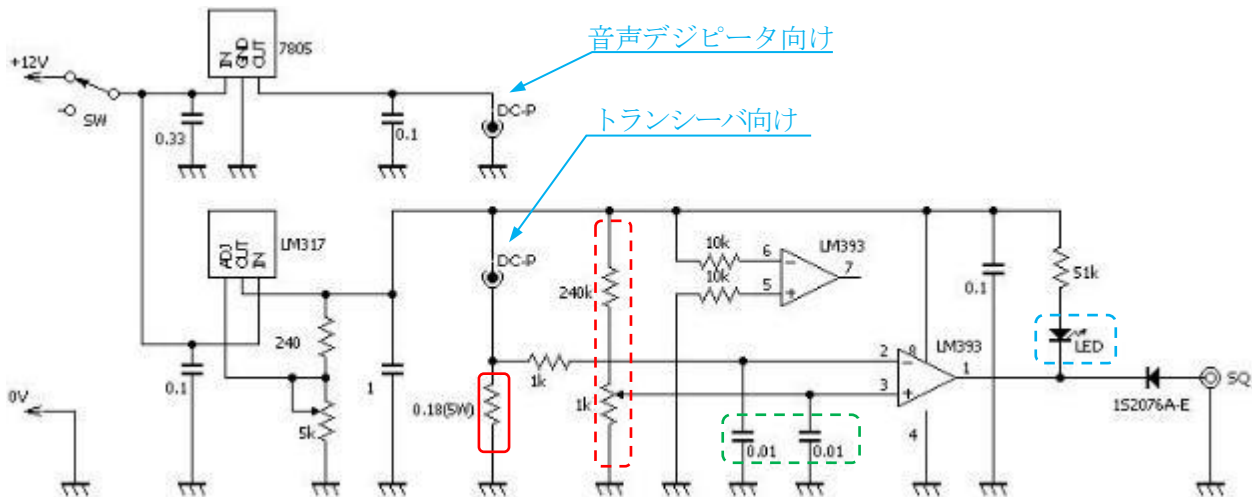 音声デジピータ向け
+12V
IN
GND
OUT
7805
DC-P
SW
0.33
0.1
トランシーバ向け
ADJ
OUT
IN
LM317
DC-P
10k
6
LM393
7
10k
5
240k
0.1
51k
240
LED
0.1
1
1k
2
8
LM393
1
3
SQ
0V
5k
0.18(5W)
1k
1S2076A-E
0.01
0.01
4